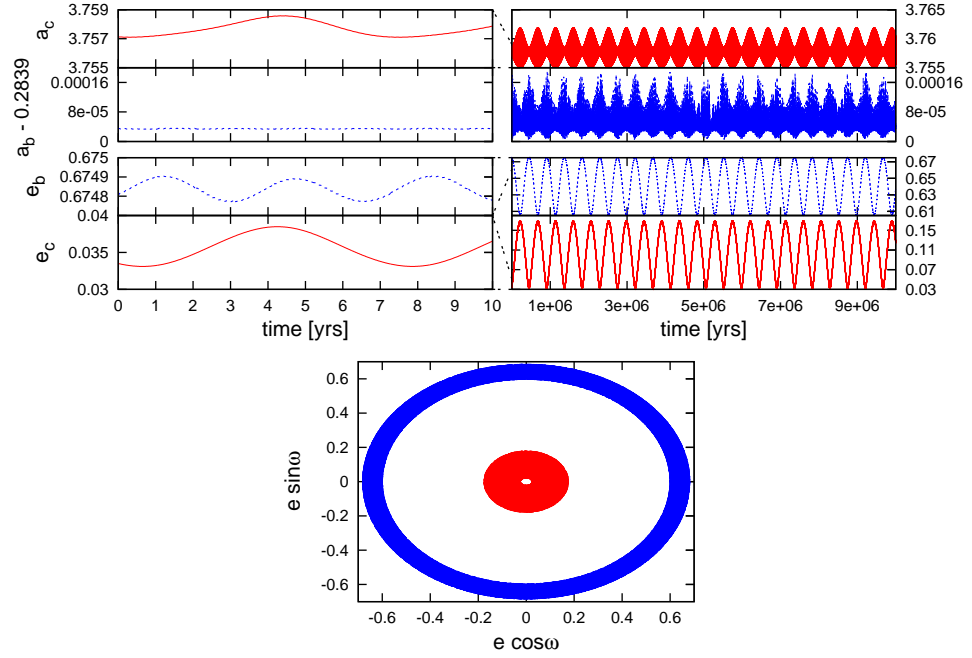 3.759
3.757
3.755
a_c
0.00016
8e-05
0
a_b - 0.2839
0.675
0.6749
0.6748
e_b
0.04
0.035
0.03
e_c
0 1 2 3 4 5 6 7 8 9 10
time [yrs]
3.765
3.76
3.755
0.00016
8e-05
0
0.67
0.65
0.63
0.61
0.15
0.11
0.07
0.03
1e+06 3e+06 5e+06 7e+06 9e+06
time [yrs]
0.6
0.4
0.2
0
-0.2
-0.4
-0.6
e sinω
-0.6 -0.4 -0.2 0 0.2 0.4 0.6
e cosω